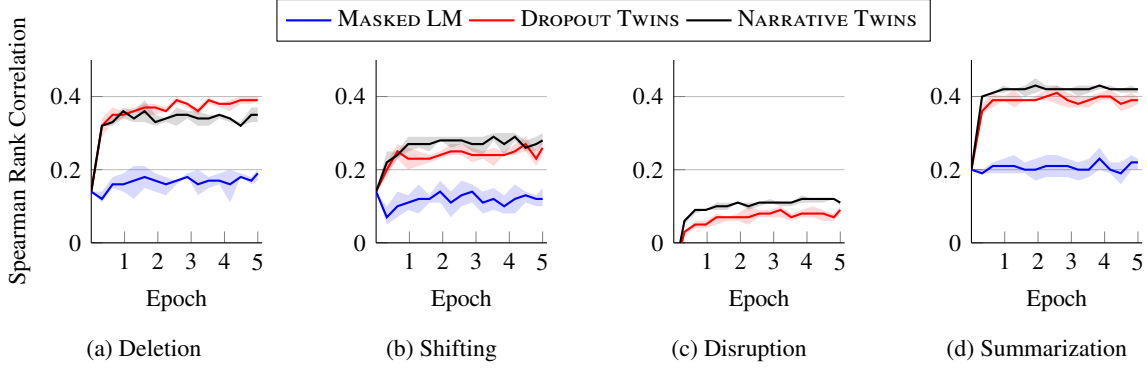 MASKED LM DROPOUT TWINS NARRATIVE TWINS
Spearman Rank Correlation
0.4
0.2
0
1 2 3 4 5
Epoch
(a) Deletion
0.4
0.2
0
1 2 3 4 5
Epoch
(b) Shifting
0.4
0.2
0
1 2 3 4 5
Epoch
(c) Disruption
0.4
0.2
0
1 2 3 4 5
Epoch
(d) Summarization